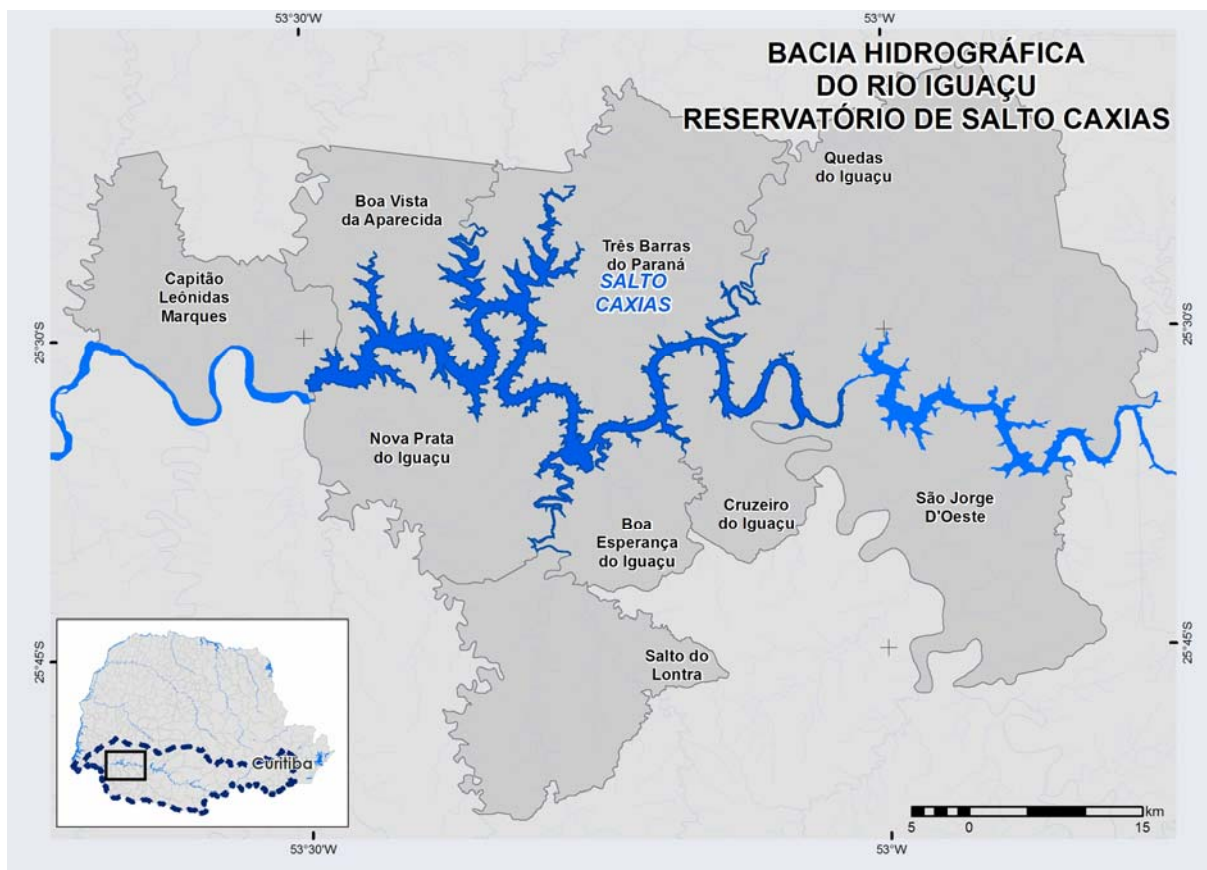 53°30'W
53°W
BACIA HIDROGRÁFICA
DO RIO IGUAÇU
RESERVATÓRIO DE SALTO CAXIAS
Quedas
do Iguaçu
Boa Vista
da Aparecida
Três Barras
do Paraná
SALTO
CAXIAS
Capitão
Leônidas
Marques
25°30'S
25°30'S
Nova Prata
do Iguaçu
Cruzeiro
do Iguaçu
São Jorge
D'Oeste
Boa
Esperança
do Iguaçu
Salto do
Lontra
25°45'S
25°45'S
Curitiba
km
5 0 15
53°30'W
53°W